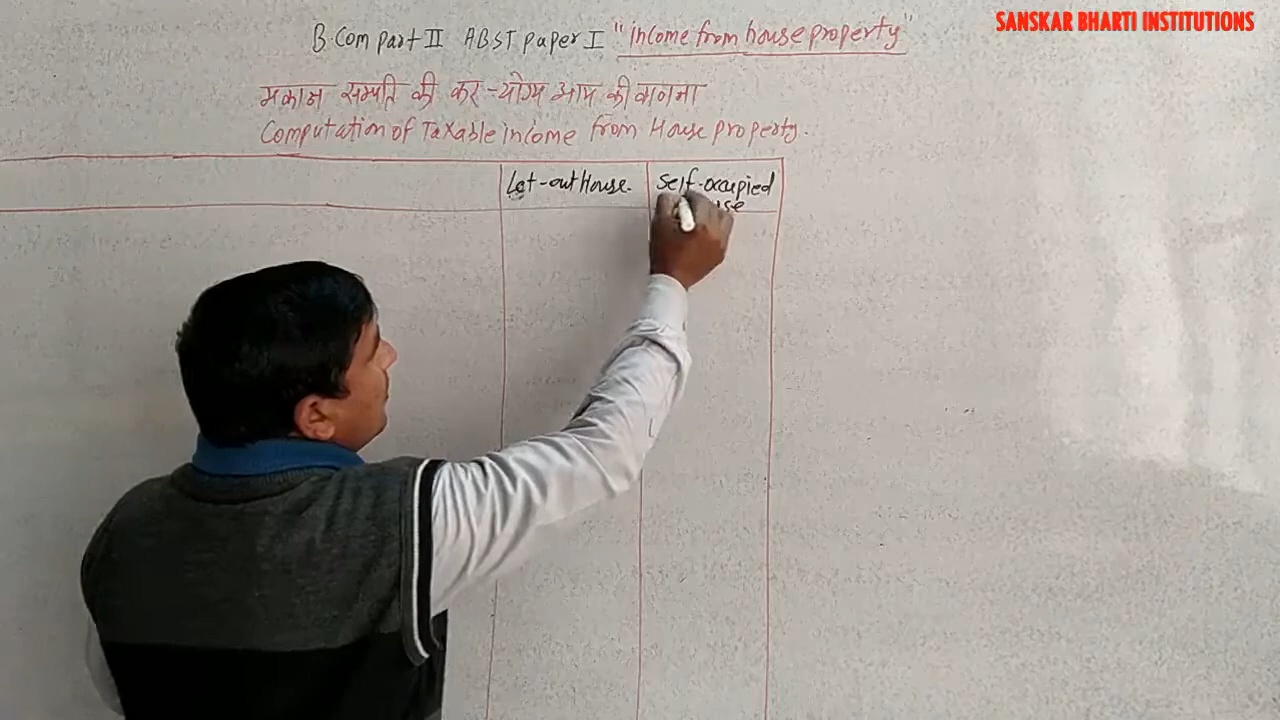 SANSKAR BHARTI INSTITUTIONS
B.Com part II ABST paper I "income from house property"
मकान सम्पति की कर-योग्य आय की गणना
Computation of Taxable income from House property.
Let-out House.
Self-occupied